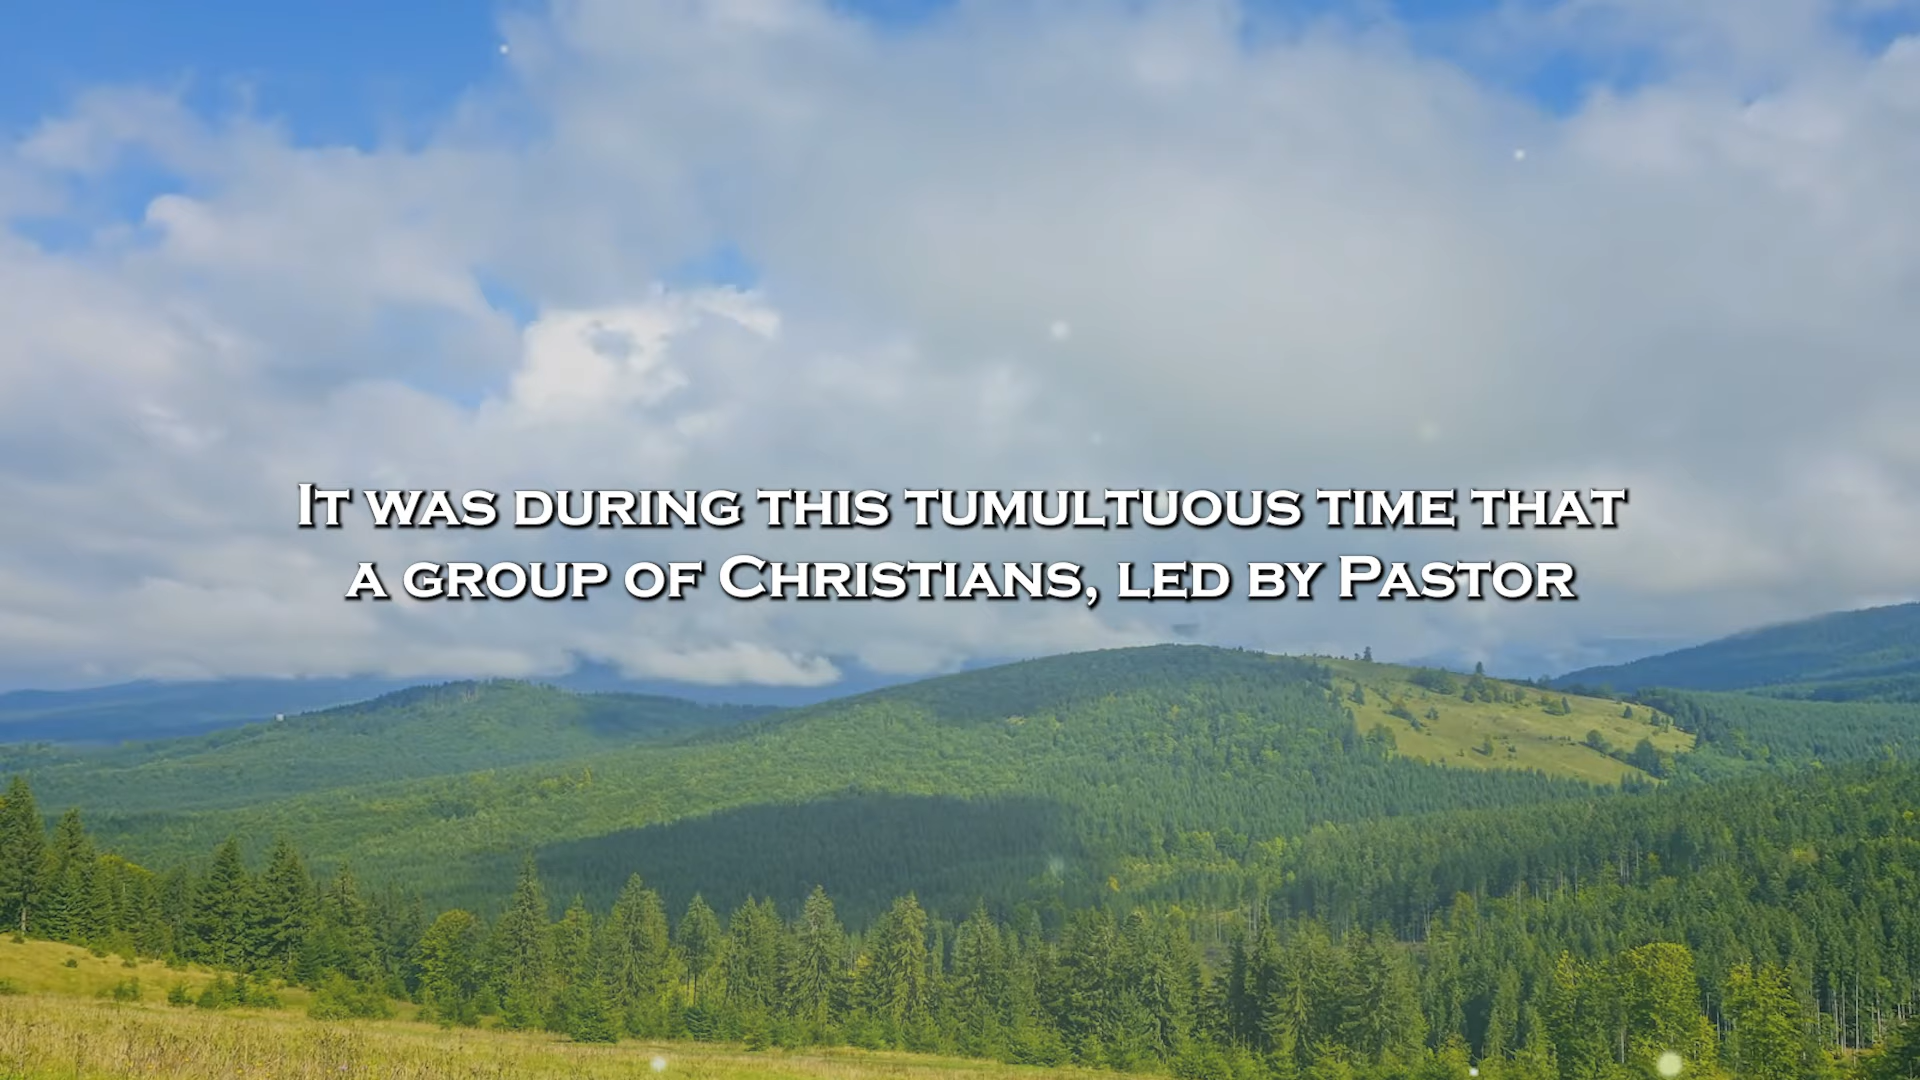 It was during this tumultuous time that
a group of Christians, led by Pastor